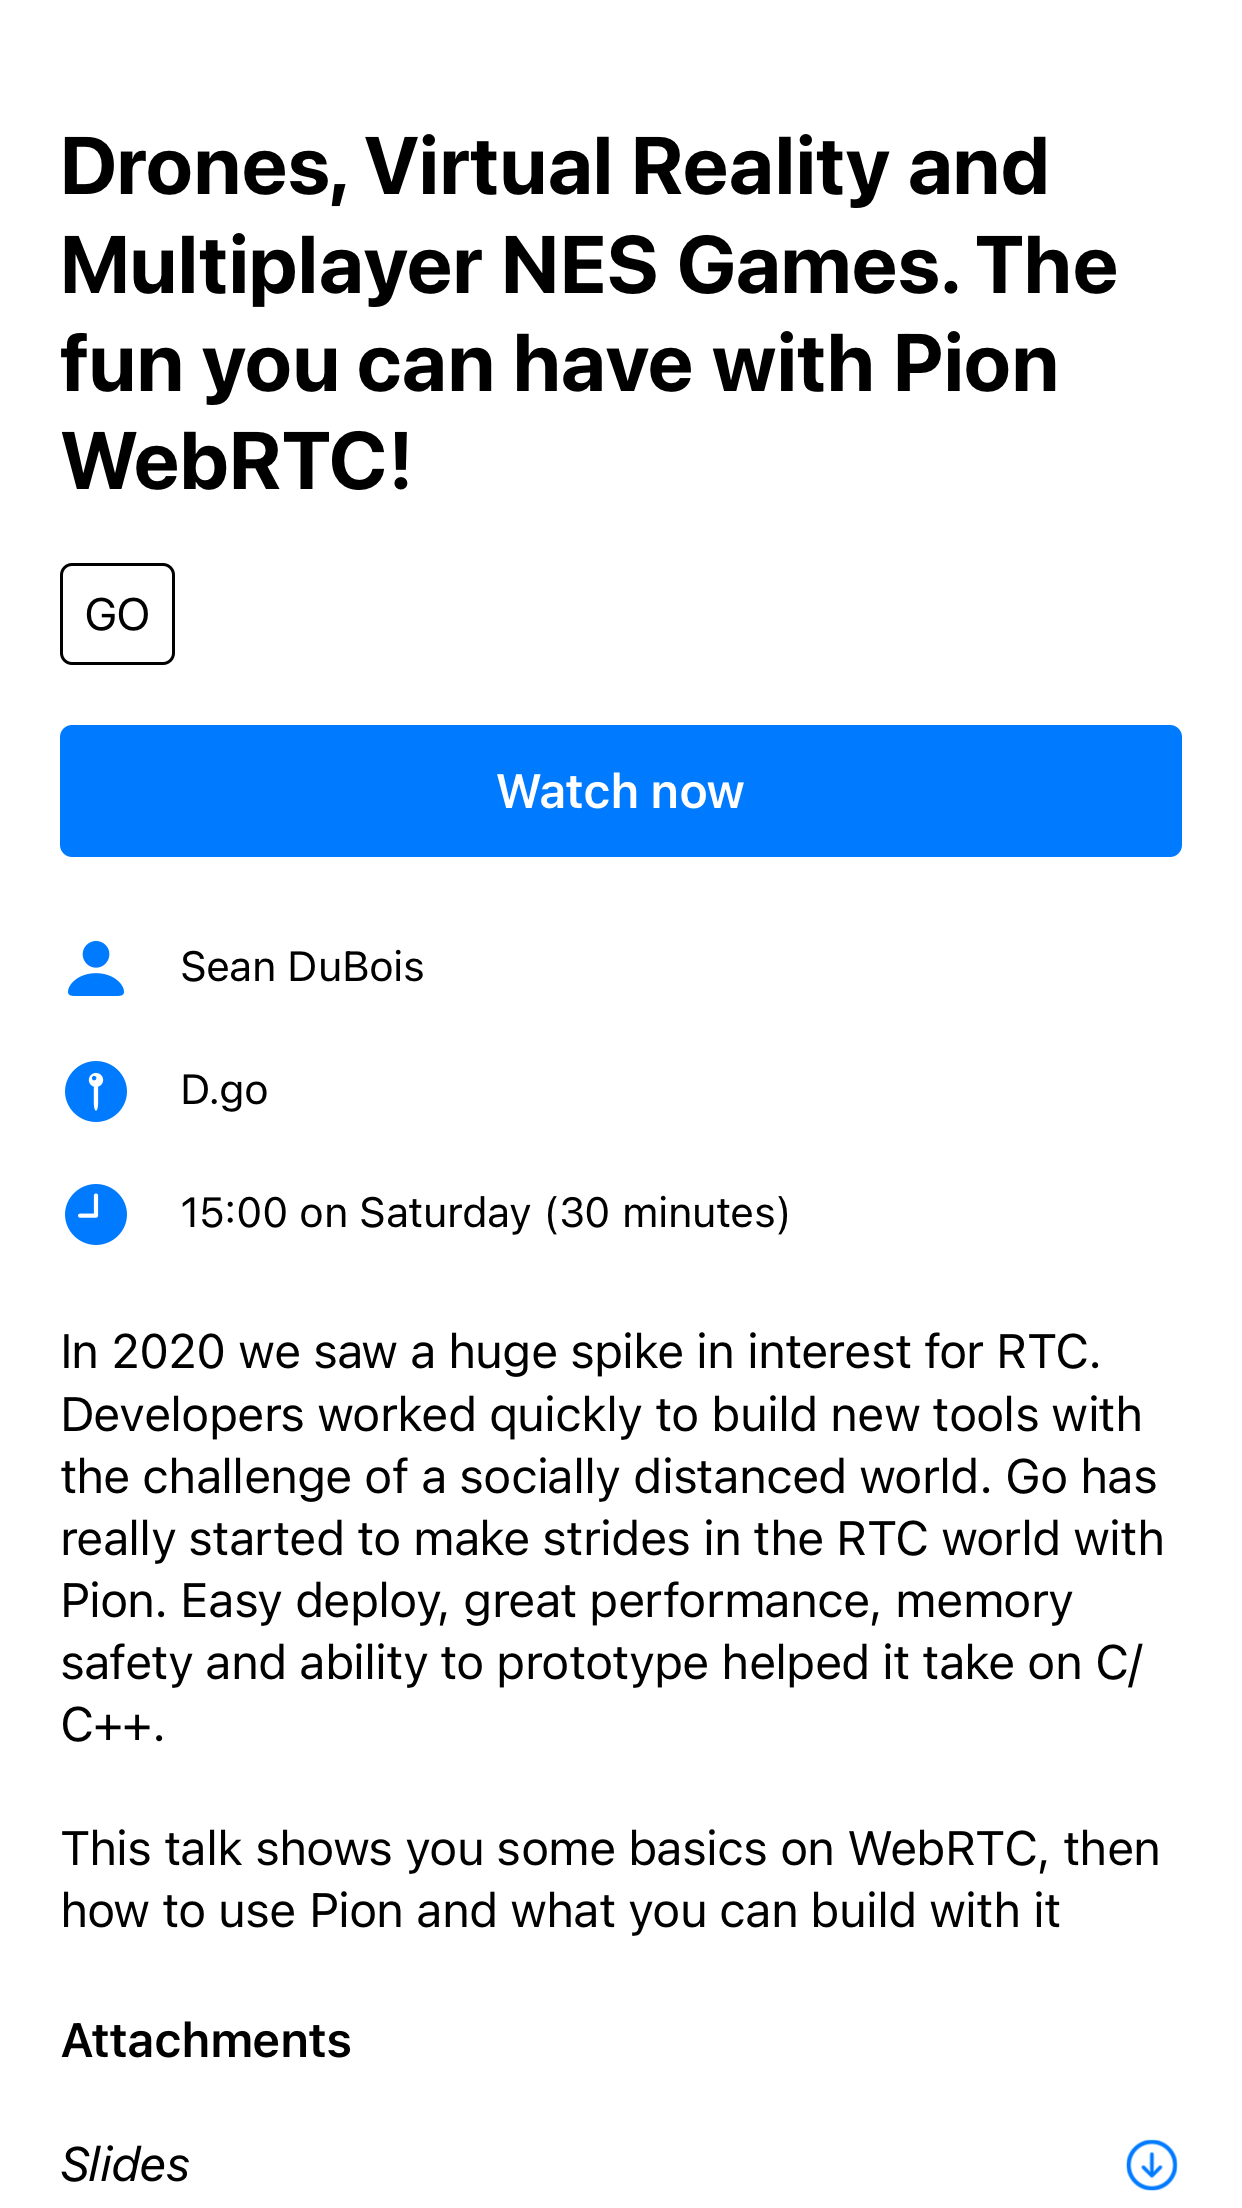 Drones, Virtual Reality and
Multiplayer NES Games. The
fun you can have with Pion
WebRTC!
GO
Watch now
Sean DuBois
D.go
15:00 on Saturday (30 minutes)
In 2020 we saw a huge spike in interest for RTC.
Developers worked quickly to build new tools with
the challenge of a socially distanced world. Go has
really started to make strides in the RTC world with
Pion. Easy deploy, great performance, memory
safety and ability to prototype helped it take on C/
C++.
This talk shows you some basics on WebRTC, then
how to use Pion and what you can build with it
Attachments
Slides